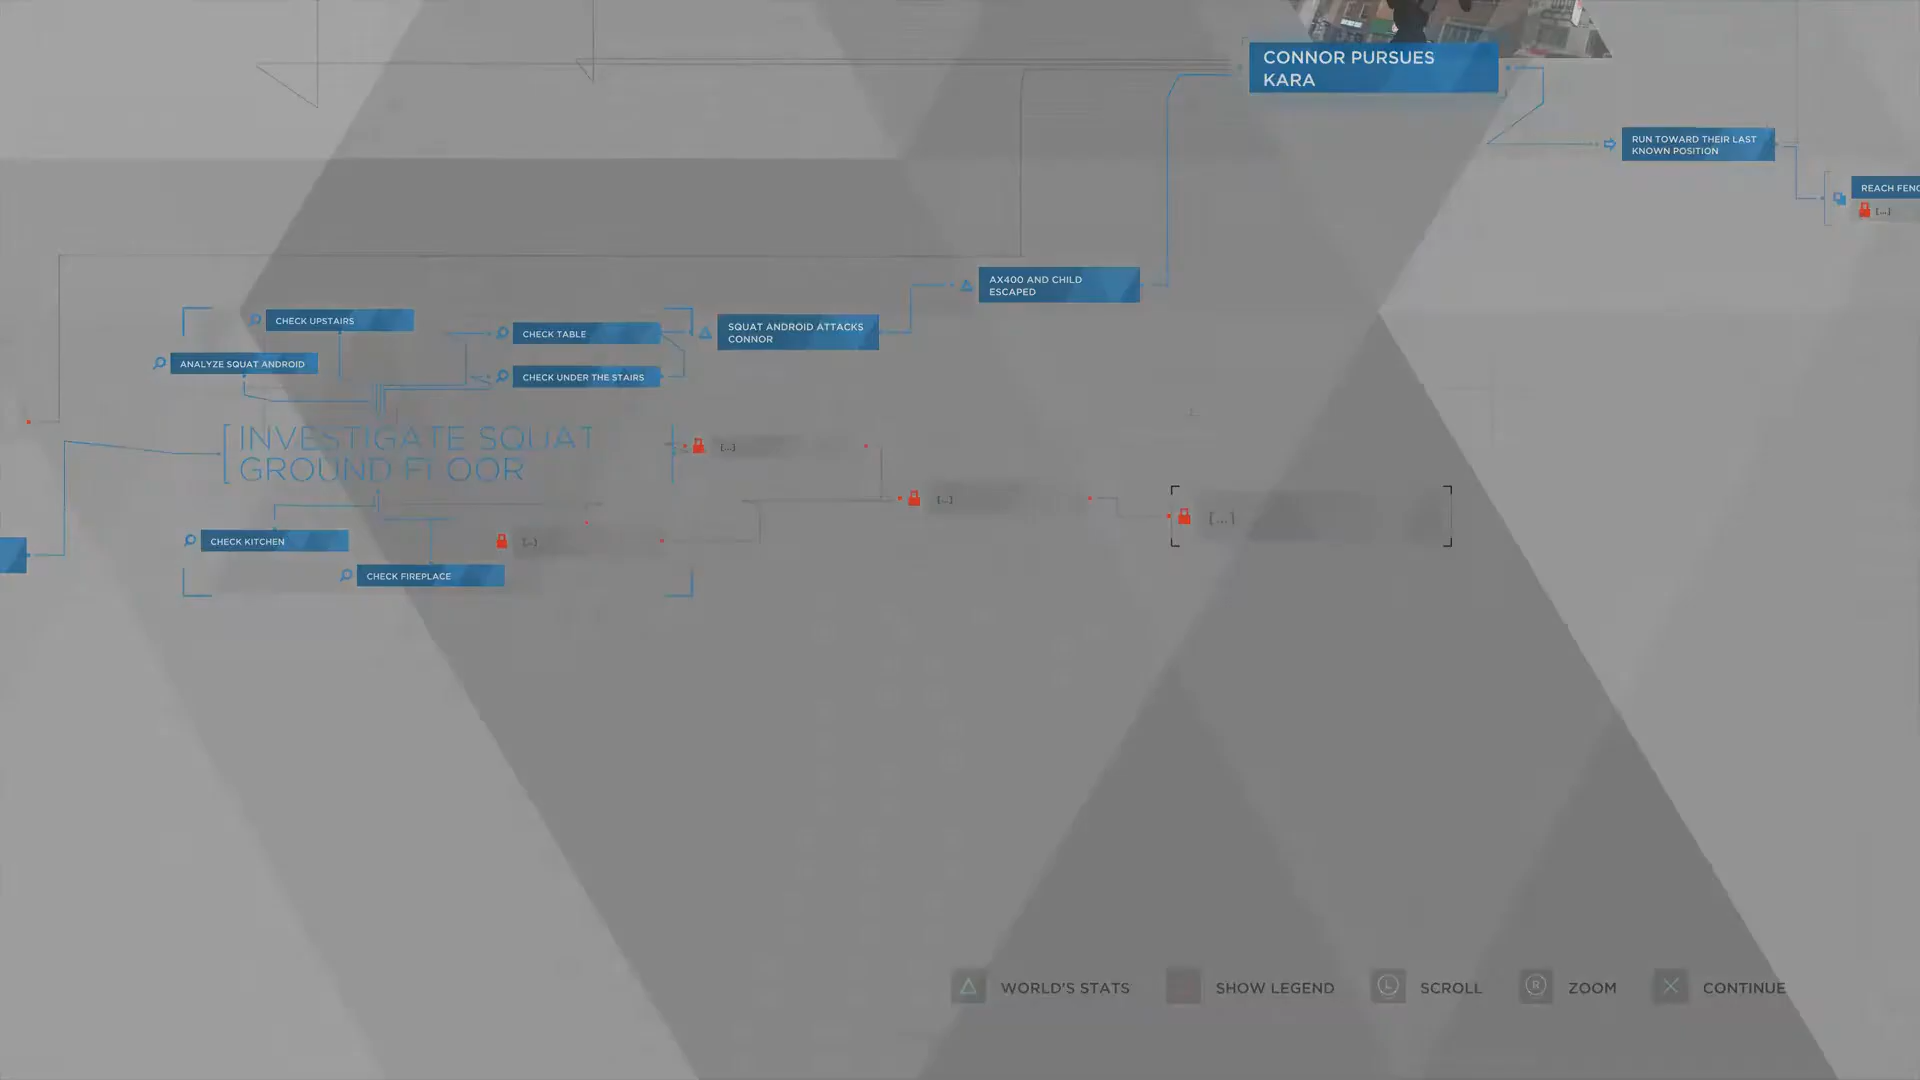 CONNOR PURSUES
KARA
RUN TOWARD THEIR LAST
KNOWN POSITION
REACH FENC
[...]
AX400 AND CHILD
ESCAPED
CHECK UPSTAIRS
CHECK TABLE
SQUAT ANDROID ATTACKS
CONNOR
ANALYZE SQUAT ANDROID
CHECK UNDER THE STAIRS
INVESTIGATE SQUAT
GROUND FLOOR
[...]
[...]
[...]
CHECK KITCHEN
[...]
CHECK FIREPLACE
WORLD'S STATS
SHOW LEGEND
L
SCROLL
R
ZOOM
CONTINUE